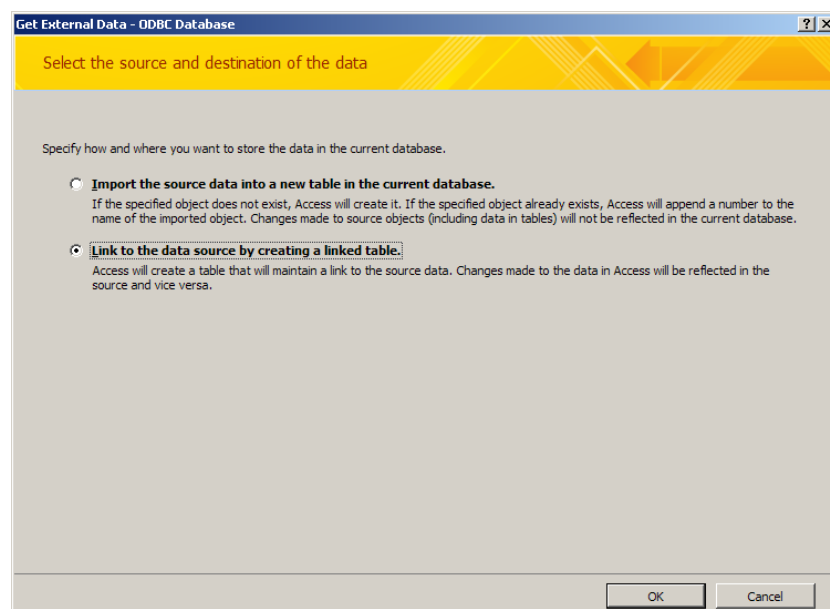 Get External Data - ODBC Database
Select the source and destination of the data
Specify how and where you want to store the data in the current database.
Import the source data into a new table in the current database.
If the specified object does not exist, Access will create it. If the specified object already exists, Access will append a number to the
name of the imported object. Changes made to source objects (including data in tables) will not be reflected in the current database.
Link to the data source by creating a linked table.
Access will create a table that will maintain a link to the source data. Changes made to the data in Access will be reflected in the
source and vice versa.
OK Cancel